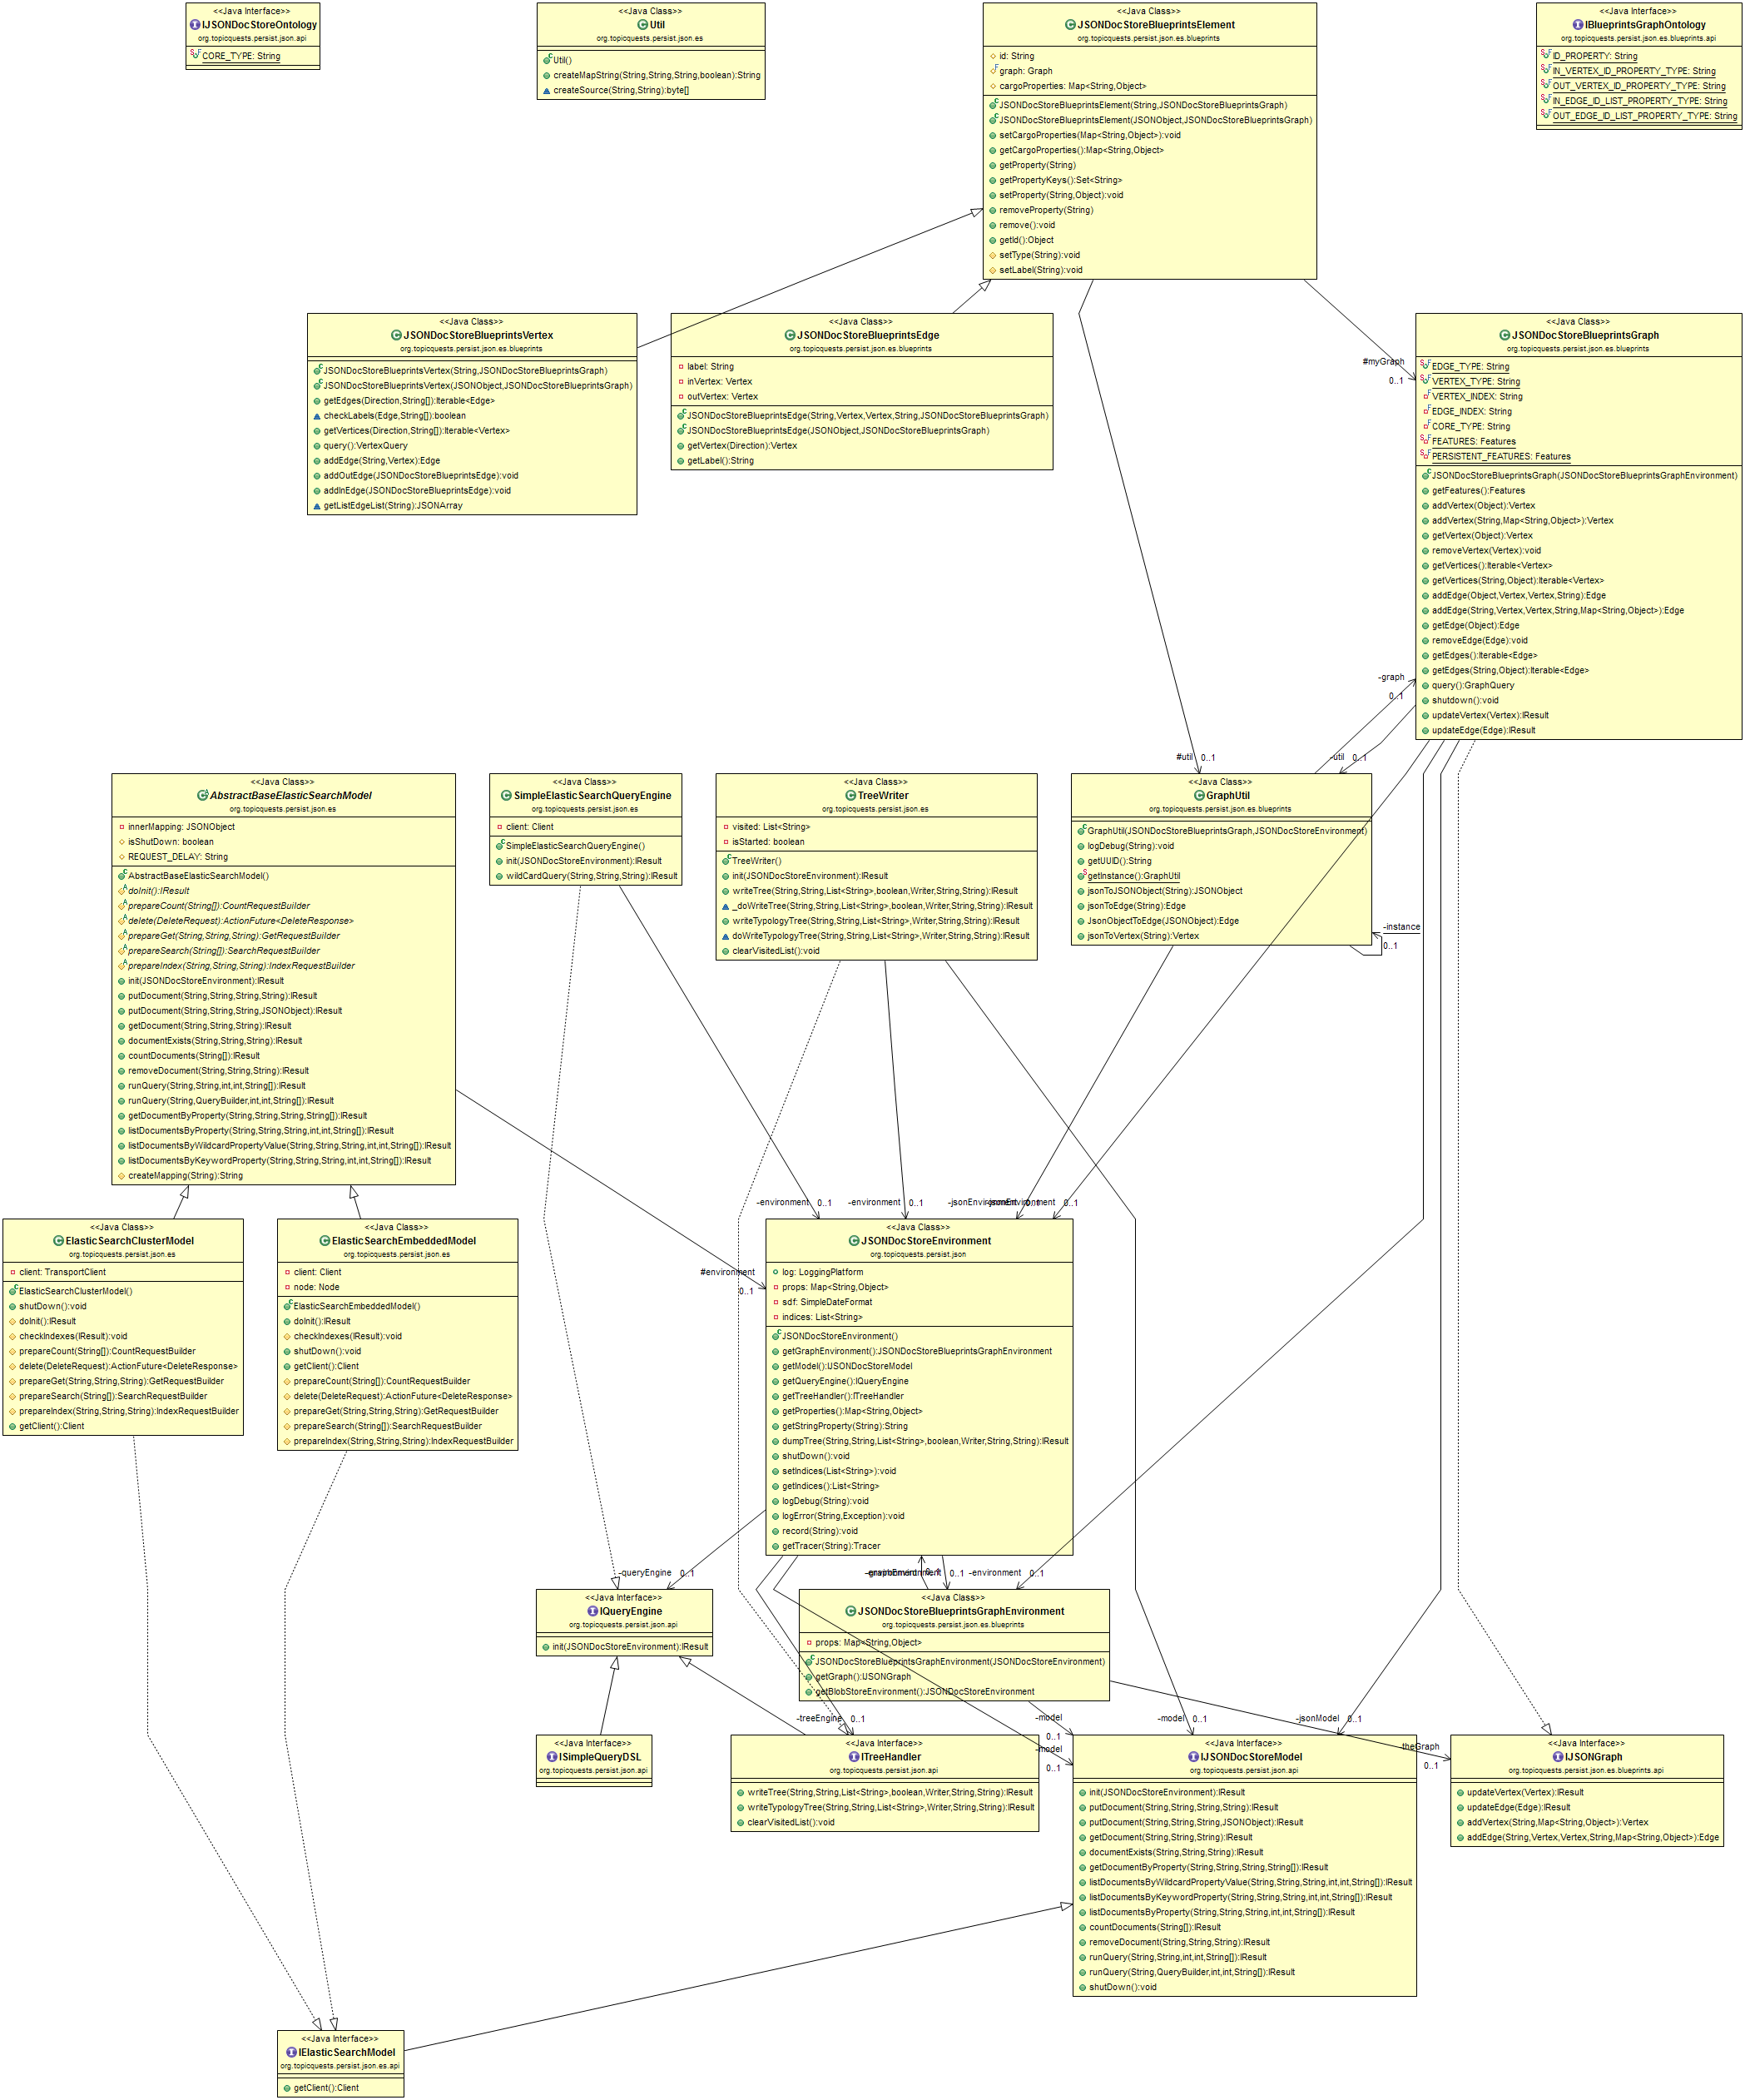 <<Java Interface>>
IJSONDocStoreOntology
org.topicquests.persist.json.api
CORE_TYPE: String
<<Java Class>>
Util
org.topicquests.persist.json.es
Util()
createMapString(String,String,String,boolean):String
createSource(String,String):byte[]
<<Java Class>>
JSONDocStoreBlueprintsElement
org.topicquests.persist.json.es.blueprints
id: String
graph: Graph
cargoProperties: Map<String,Object>
JSONDocStoreBlueprintsElement(String,JSONDocStoreBlueprintsGraph)
JSONDocStoreBlueprintsElement(JSONObject,JSONDocStoreBlueprintsGraph)
setCargoProperties(Map<String,Object>):void
getCargoProperties():Map<String,Object>
getProperty(String)
getPropertyKeys():Set<String>
setProperty(String,Object):void
removeProperty(String)
remove():void
getId():Object
setType(String):void
setLabel(String):void
<<Java Interface>>
IBlueprintsGraphOntology
org.topicquests.persist.json.es.blueprints.api
ID_PROPERTY: String
IN_VERTEX_ID_PROPERTY_TYPE: String
OUT_VERTEX_ID_PROPERTY_TYPE: String
IN_EDGE_ID_LIST_PROPERTY_TYPE: String
OUT_EDGE_ID_LIST_PROPERTY_TYPE: String
<<Java Class>>
JSONDocStoreBlueprintsVertex
org.topicquests.persist.json.es.blueprints
JSONDocStoreBlueprintsVertex(String,JSONDocStoreBlueprintsGraph)
JSONDocStoreBlueprintsVertex(JSONObject,JSONDocStoreBlueprintsGraph)
getEdges(Direction,String[]):Iterable<Edge>
checkLabels(Edge,String[]):boolean
getVertices(Direction,String[]):Iterable<Vertex>
query():VertexQuery
addEdge(String,Vertex):Edge
addOutEdge(JSONDocStoreBlueprintsEdge):void
addInEdge(JSONDocStoreBlueprintsEdge):void
getListEdgeList(String):JSONArray
<<Java Class>>
JSONDocStoreBlueprintsEdge
org.topicquests.persist.json.es.blueprints
label: String
inVertex: Vertex
outVertex: Vertex
JSONDocStoreBlueprintsEdge(String,Vertex,Vertex,String,JSONDocStoreBlueprintsGraph)
JSONDocStoreBlueprintsEdge(JSONObject,JSONDocStoreBlueprintsGraph)
getVertex(Direction):Vertex
getLabel():String
#myGraph
0..1
<<Java Class>>
JSONDocStoreBlueprintsGraph
org.topicquests.persist.json.es.blueprints
EDGE_TYPE: String
VERTEX_TYPE: String
VERTEX_INDEX: String
EDGE_INDEX: String
CORE_TYPE: String
FEATURES: Features
PERSISTENT_FEATURES: Features
JSONDocStoreBlueprintsGraph(JSONDocStoreBlueprintsGraphEnvironment)
getFeatures():Features
addVertex(Object):Vertex
addVertex(String,Map<String,Object>):Vertex
getVertex(Object):Vertex
removeVertex(Vertex):void
getVertices():Iterable<Vertex>
getVertices(String,Object):Iterable<Vertex>
addEdge(Object,Vertex,Vertex,String):Edge
addEdge(String,Vertex,Vertex,String,Map<String,Object>):Edge
getEdge(Object):Edge
removeEdge(Edge):void
getEdges():Iterable<Edge>
getEdges(String,Object):Iterable<Edge>
query():GraphQuery
shutdown():void
updateVertex(Vertex):IResult
updateEdge(Edge):IResult
-graph
0..1
#util
0..1
-util
0..1
<<Java Class>>
AbstractBaseElasticSearchModel
org.topicquests.persist.json.es
innerMapping: JSONObject
isShutDown: boolean
REQUEST_DELAY: String
AbstractBaseElasticSearchModel()
doInit():IResult
prepareCount(String[]):CountRequestBuilder
delete(DeleteRequest):ActionFuture<DeleteResponse>
prepareGet(String,String,String):GetRequestBuilder
prepareSearch(String[]):SearchRequestBuilder
prepareIndex(String,String,String):IndexRequestBuilder
init(JSONDocStoreEnvironment):IResult
putDocument(String,String,String,String):IResult
putDocument(String,String,String,JSONObject):IResult
getDocument(String,String,String):IResult
documentExists(String,String,String):IResult
countDocuments(String[]):IResult
removeDocument(String,String,String):IResult
runQuery(String,String,int,int,String[]):IResult
runQuery(String,QueryBuilder,int,int,String[]):IResult
getDocumentByProperty(String,String,String,String[]):IResult
listDocumentsByProperty(String,String,String,int,int,String[]):IResult
listDocumentsByWildcardPropertyValue(String,String,String,int,int,String[]):IResult
listDocumentsByKeywordProperty(String,String,String,int,int,String[]):IResult
createMapping(String):String
<<Java Class>>
SimpleElasticSearchQueryEngine
org.topicquests.persist.json.es
client: Client
SimpleElasticSearchQueryEngine()
init(JSONDocStoreEnvironment):IResult
wildCardQuery(String,String,String):IResult
<<Java Class>>
TreeWriter
org.topicquests.persist.json.es
visited: List<String>
isStarted: boolean
TreeWriter()
init(JSONDocStoreEnvironment):IResult
writeTree(String,String,List<String>,boolean,Writer,String,String):IResult
_doWriteTree(String,String,List<String>,boolean,Writer,String,String):IResult
writeTypologyTree(String,String,List<String>,Writer,String,String):IResult
doWriteTypologyTree(String,String,List<String>,Writer,String,String):IResult
clearVisitedList():void
<<Java Class>>
GraphUtil
org.topicquests.persist.json.es.blueprints
GraphUtil(JSONDocStoreBlueprintsGraph,JSONDocStoreEnvironment)
logDebug(String):void
getUUID():String
getInstance():GraphUtil
jsonToJSONObject(String):JSONObject
jsonToEdge(String):Edge
JsonObjectToEdge(JSONObject):Edge
jsonToVertex(String):Vertex
-instance
0..1
-environment
0..1
-environment
0..1
-jsonEnvironment
0..1
-jsonEnvironment
0..1
#environment
0..1
<<Java Class>>
ElasticSearchClusterModel
org.topicquests.persist.json.es
client: TransportClient
ElasticSearchClusterModel()
shutDown():void
doInit():IResult
checkIndexes(IResult):void
prepareCount(String[]):CountRequestBuilder
delete(DeleteRequest):ActionFuture<DeleteResponse>
prepareGet(String,String,String):GetRequestBuilder
prepareSearch(String[]):SearchRequestBuilder
prepareIndex(String,String,String):IndexRequestBuilder
getClient():Client
<<Java Class>>
ElasticSearchEmbeddedModel
org.topicquests.persist.json.es
client: Client
node: Node
ElasticSearchEmbeddedModel()
doInit():IResult
checkIndexes(IResult):void
shutDown():void
getClient():Client
prepareCount(String[]):CountRequestBuilder
delete(DeleteRequest):ActionFuture<DeleteResponse>
prepareGet(String,String,String):GetRequestBuilder
prepareSearch(String[]):SearchRequestBuilder
prepareIndex(String,String,String):IndexRequestBuilder
<<Java Class>>
JSONDocStoreEnvironment
org.topicquests.persist.json
log: LoggingPlatform
props: Map<String,Object>
sdf: SimpleDateFormat
indices: List<String>
JSONDocStoreEnvironment()
getGraphEnvironment():JSONDocStoreBlueprintsGraphEnvironment
getModel():IJSONDocStoreModel
getQueryEngine():IQueryEngine
getTreeHandler():ITreeHandler
getProperties():Map<String,Object>
getStringProperty(String):String
dumpTree(String,String,List<String>,boolean,Writer,String,String):IResult
shutDown():void
setIndices(List<String>):void
getIndices():List<String>
logDebug(String):void
logError(String,Exception):void
record(String):void
getTracer(String):Tracer
-queryEngine
0..1
-environment
0..1
-graphEnvironment
0..1
-environment
0..1
<<Java Interface>>
IQueryEngine
org.topicquests.persist.json.api
init(JSONDocStoreEnvironment):IResult
<<Java Class>>
JSONDocStoreBlueprintsGraphEnvironment
org.topicquests.persist.json.es.blueprints
props: Map<String,Object>
JSONDocStoreBlueprintsGraphEnvironment(JSONDocStoreEnvironment)
getGraph():IJSONGraph
getBlobStoreEnvironment():JSONDocStoreEnvironment
-treeEngine
0..1
-model
0..1
-model
0..1
-model
0..1
-jsonModel
0..1
-theGraph
0..1
<<Java Interface>>
ISimpleQueryDSL
org.topicquests.persist.json.api
<<Java Interface>>
ITreeHandler
org.topicquests.persist.json.api
writeTree(String,String,List<String>,boolean,Writer,String,String):IResult
writeTypologyTree(String,String,List<String>,Writer,String,String):IResult
clearVisitedList():void
<<Java Interface>>
IJSONDocStoreModel
org.topicquests.persist.json.api
init(JSONDocStoreEnvironment):IResult
putDocument(String,String,String,String):IResult
putDocument(String,String,String,JSONObject):IResult
getDocument(String,String,String):IResult
documentExists(String,String,String):IResult
getDocumentByProperty(String,String,String,String[]):IResult
listDocumentsByWildcardPropertyValue(String,String,String,int,int,String[]):IResult
listDocumentsByKeywordProperty(String,String,String,int,int,String[]):IResult
listDocumentsByProperty(String,String,String,int,int,String[]):IResult
countDocuments(String[]):IResult
removeDocument(String,String,String):IResult
runQuery(String,String,int,int,String[]):IResult
runQuery(String,QueryBuilder,int,int,String[]):IResult
shutDown():void
<<Java Interface>>
IJSONGraph
org.topicquests.persist.json.es.blueprints.api
updateVertex(Vertex):IResult
updateEdge(Edge):IResult
addVertex(String,Map<String,Object>):Vertex
addEdge(String,Vertex,Vertex,String,Map<String,Object>):Edge
<<Java Interface>>
IElasticSearchModel
org.topicquests.persist.json.es.api
getClient():Client